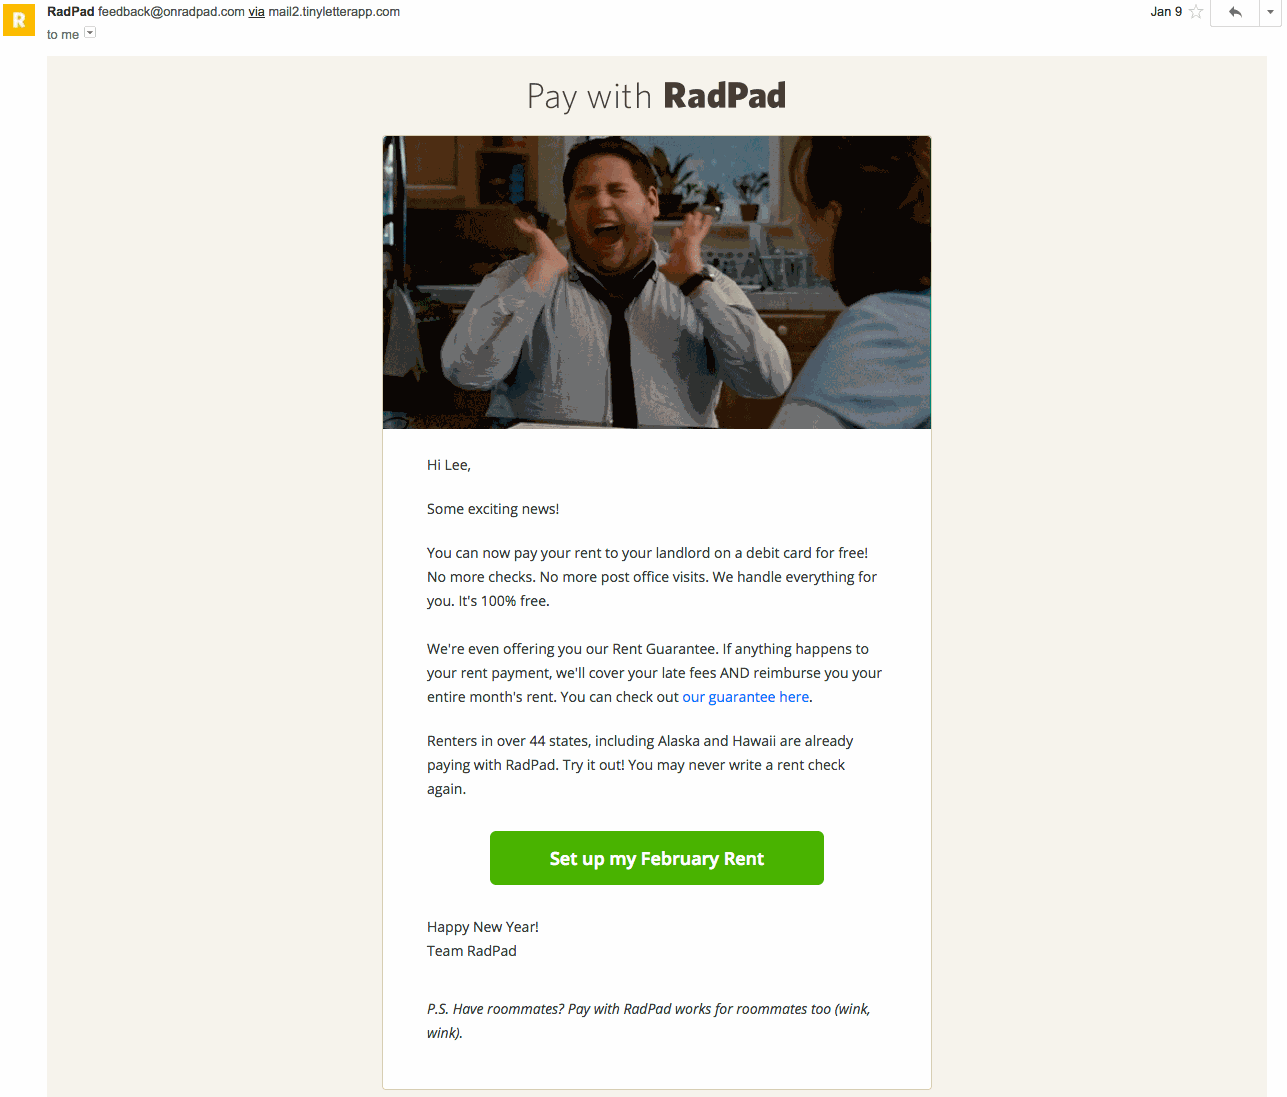 R
RadPad feedback@onradpad.com via mail2.tinyletterapp.com
Jan 9
to me
Pay with RadPad
Hi Lee,
Some exciting news!
You can now pay your rent to your landlord on a debit card for free!
No more checks. No more post office visits. We handle everything for
you. It's 100% free.
We're even offering you our Rent Guarantee. If anything happens to
your rent payment, we'll cover your late fees AND reimburse you your
entire month's rent. You can check out our guarantee here.
Renters in over 44 states, including Alaska and Hawaii are already
paying with RadPad. Try it out! You may never write a rent check
again.
Set up my February Rent
Happy New Year!
Team RadPad
P.S. Have roommates? Pay with RadPad works for roommates too (wink,
wink).